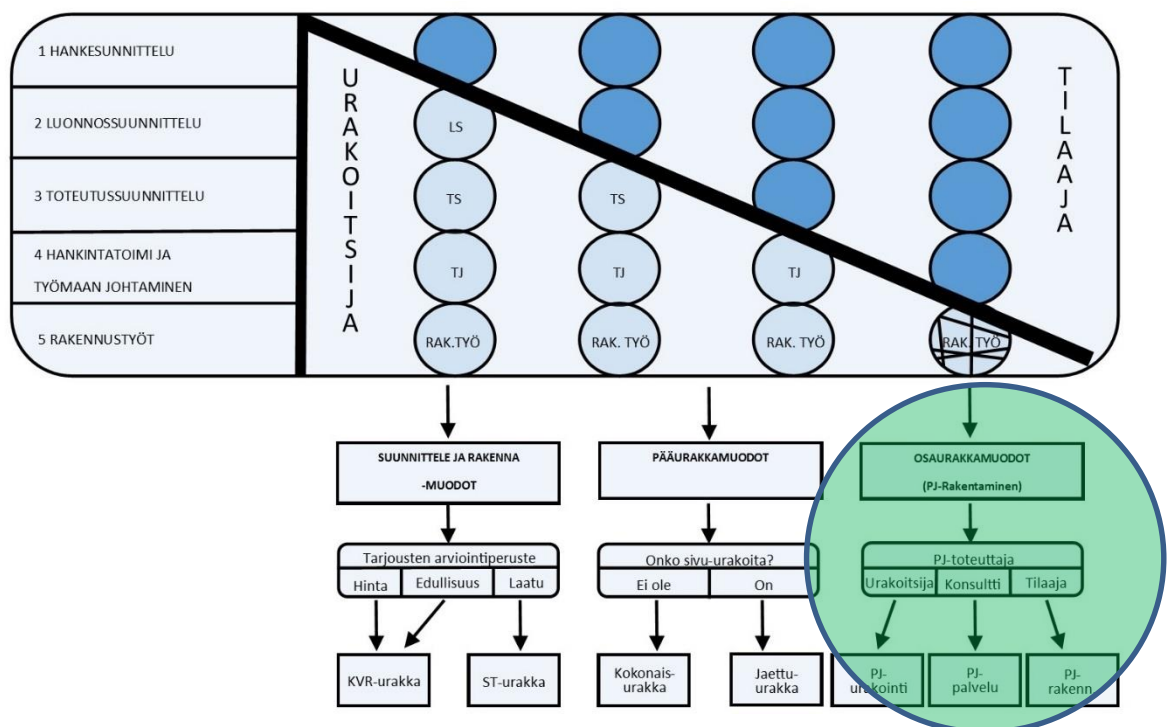 1 HANKESUNNITTELU
2 LUONNOSSUUNNITTELU
3 TOTEUTUSSUUNNITTELU
4 HANKINTATOIMI JA
TYÖMAAN JOHTAMINEN
5 RAKENNUSTYÖT
URAKOITSIJA
TILAAJA
LS
TS
TS
TJ
TJ
TJ
RAK.TYÖ
RAK. TYÖ
RAK. TYÖ
RAK. TYÖ
SUUNNITTELE JA RAKENNA
-MUODOT
PÄÄURAKKAMUODOT
OSAURAKKAMUODOT
(PJ-Rakentaminen)
Tarjousten arviointiperuste
Hinta
Edullisuus
Laatu
Onko sivu-urakoita?
Ei ole
On
PJ-toteuttaja
Urakoitsija
Konsultti
Tilaaja
KVR-urakka
ST-urakka
Kokonais-
urakka
Jaettu-
urakka
PJ-
urakointi
PJ-
palvelu
PJ-
rakenn